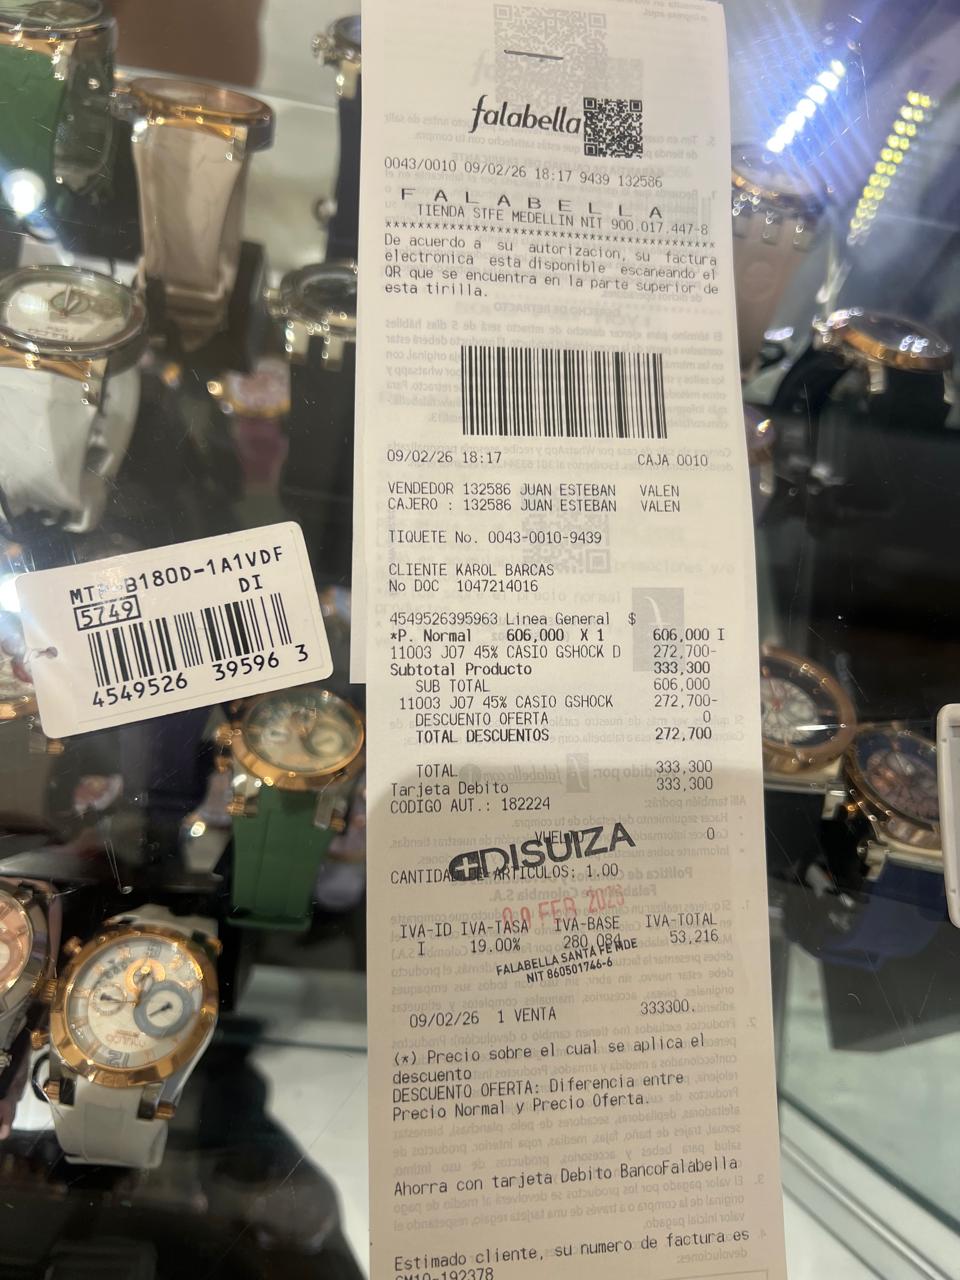 falabella
0043/0010 09/02/26 18:17 9439 132586
F A L A B E L L A
TIENDA STFE MEDELLIN NIT 900.017.447-8
****************************************
De acuerdo a su autorizacion, su factura
electronica esta disponible escaneando el
QR que se encuentra en la parte superior de
esta tirilla.
09/02/26 18:17 CAJA 0010
VENDEDOR 132586 JUAN ESTEBAN VALEN
CAJERO : 132586 JUAN ESTEBAN VALEN
TIQUETE No. 0043-0010-9439
CLIENTE KAROL BARCAS
No DOC 1047214016
4549526395963 Linea General $
*P. Normal 606,000 X 1 606,000 I
11003 J07 45% CASIO GSHOCK D 272,700-
Subtotal Producto 333,300
SUB TOTAL 606,000
11003 J07 45% CASIO GSHOCK 272,700-
DESCUENTO OFERTA 0
TOTAL DESCUENTOS 272,700
TOTAL 333,300
Tarjeta Debito 333,300
CODIGO AUT.: 182224
0
DISUIZA
ARTICULOS: 1.00
FEB
IVA-ID IVA-TASA IVA-BASE IVA-TOTAL
I 19.00% 280,084 53,216
FALABELLA SANTA FE
NIT 860501746-6
09/02/26 1 VENTA 333300.
(*) Precio sobre el cual se aplica el
descuento
DESCUENTO OFERTA: Diferencia entre
Precio Normal y Precio Oferta.
Ahorra con tarjeta Debito BancoFalabella
Estimado cliente, su numero de factura es
B180D-1A1VDF
DI
5749
4549526 39596 3